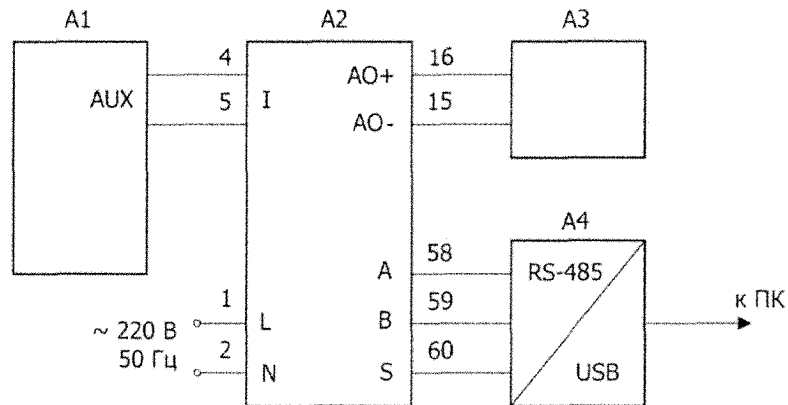 A1 A2 A3
4 16
AO+
AUX 5 I 15
AO-
A4
58
A RS-485
1 59 к ПК
~ 220 В L B
50 Гц 2 60
N S USB